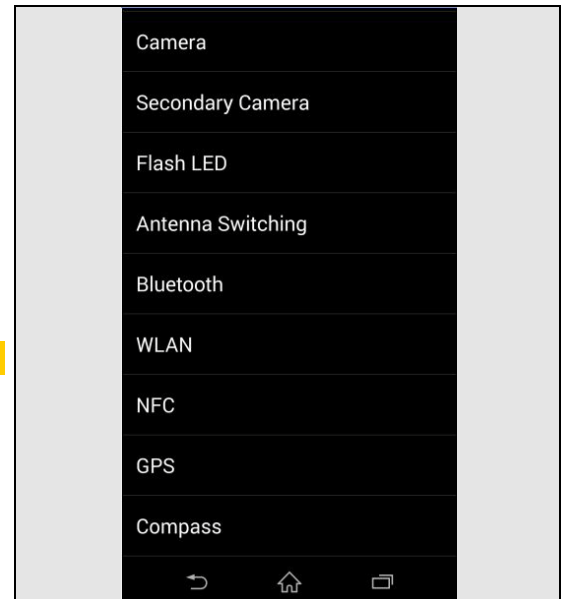 Camera
Secondary Camera
Flash LED
Antenna Switching
Bluetooth
WLAN
NFC
GPS
Compass